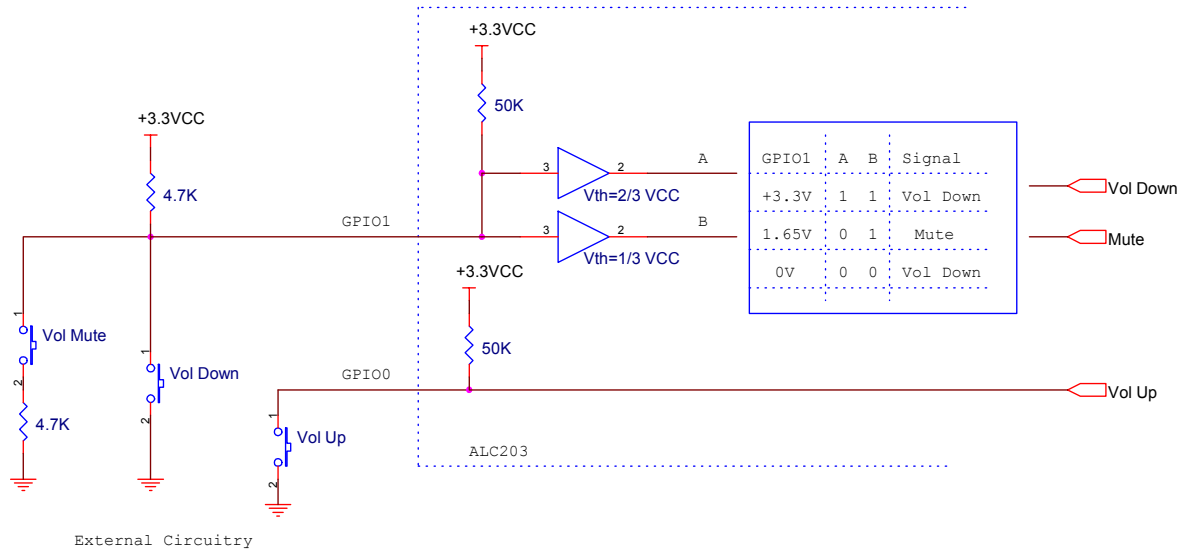 +3.3VCC
50K
+3.3VCC
4.7K
GPIO1
3 2 A
Vth=2/3 VCC
3 2 B
Vth=1/3 VCC
GPIO1 A B Signal
+3.3V 1 1 Vol Down
1.65V 0 1 Mute
0V 0 0 Vol Down
Vol Down
Mute
+3.3VCC
50K
1
Vol Mute
2
4.7K
1
Vol Down
2
GPIO0
1
Vol Up
2
Vol Up
ALC203
External Circuitry